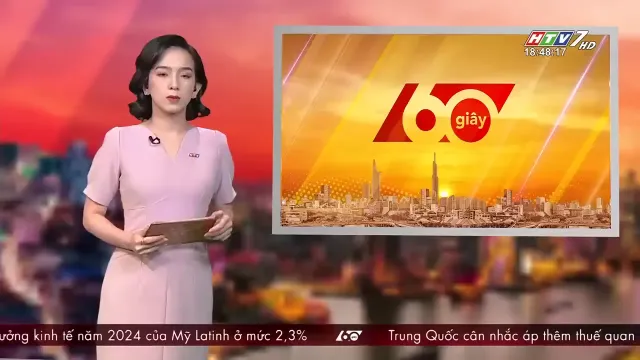 HTV7 HD
18:48:17
60 giây
ưởng kinh tế năm 2024 của Mỹ Latinh ở mức 2,3% 60 Trung Quốc cân nhắc áp thêm thuế quan